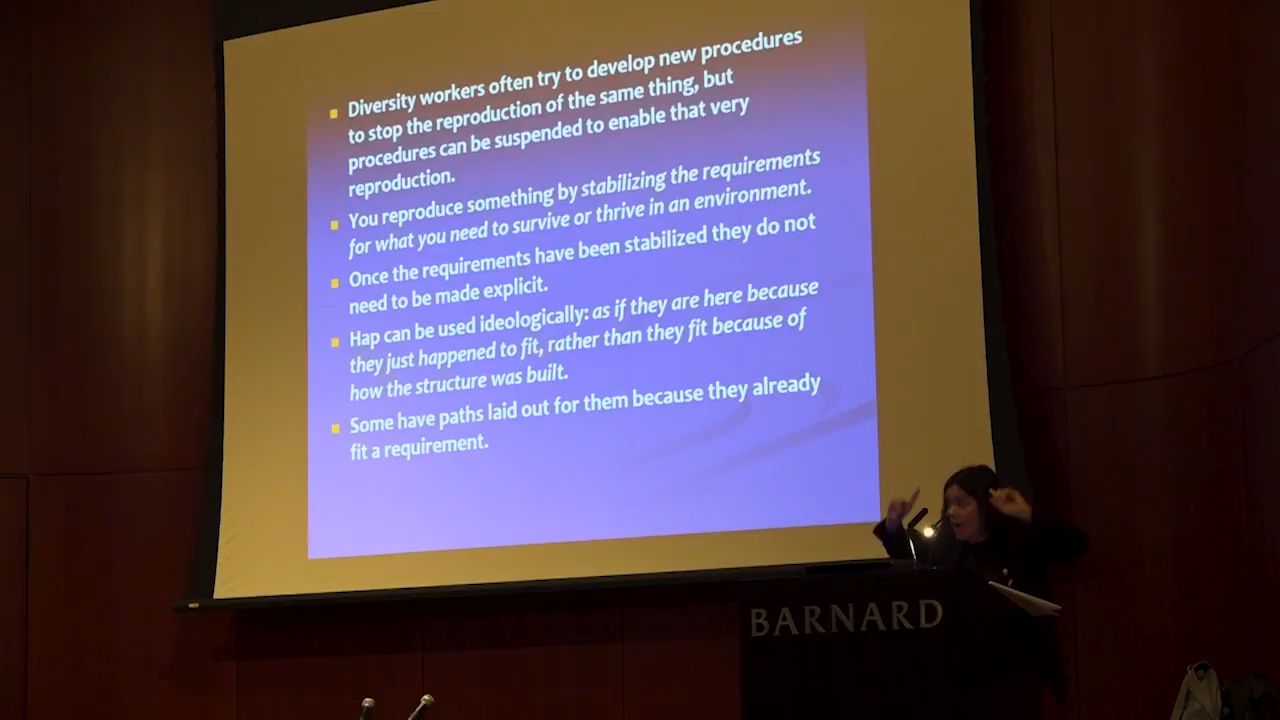 Diversity workers often try to develop new procedures
to stop the reproduction of the same thing, but
procedures can be suspended to enable that very
reproduction.
You reproduce something by stabilizing the requirements
for what you need to survive or thrive in an environment.
Once the requirements have been stabilized they do not
need to be made explicit.
Hap can be used ideologically: as if they are here because
they just happened to fit, rather than they fit because of
how the structure was built.
Some have paths laid out for them because they already
fit a requirement.
BARNARD